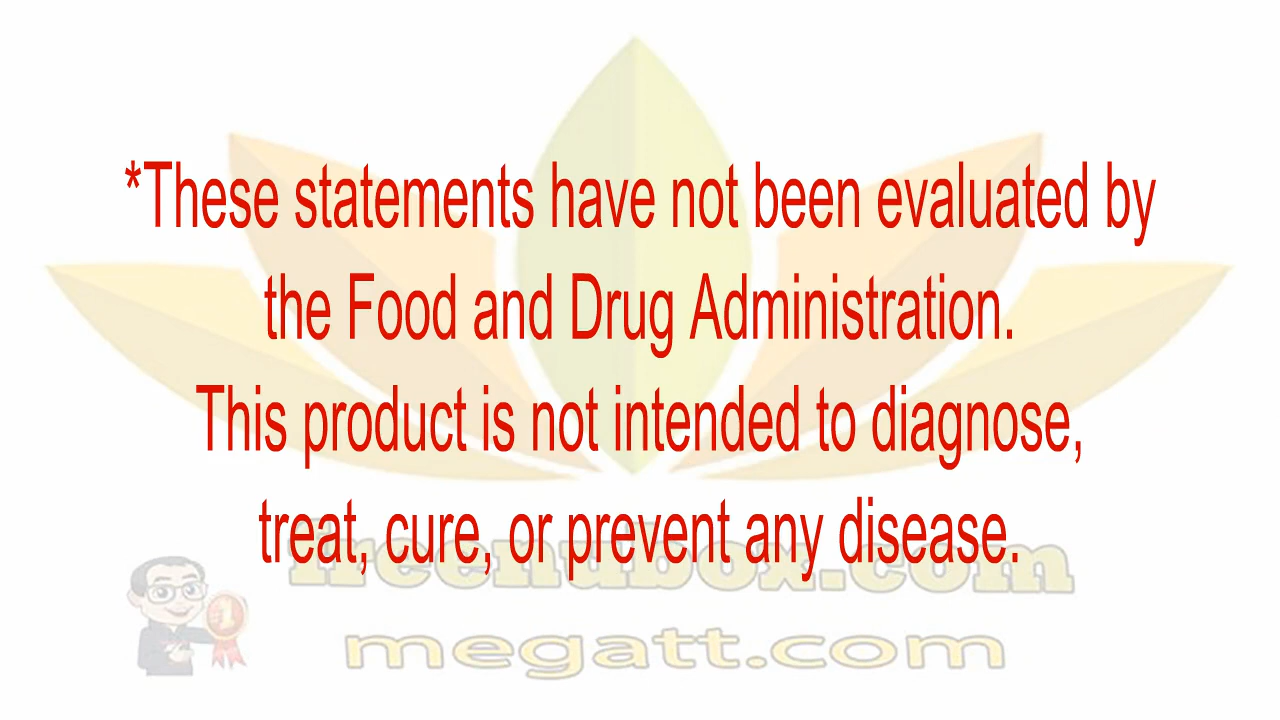 *These statements have not been evaluated by
the Food and Drug Administration.
This product is not intended to diagnose,
treat, cure, or prevent any disease.
1
megatt.com